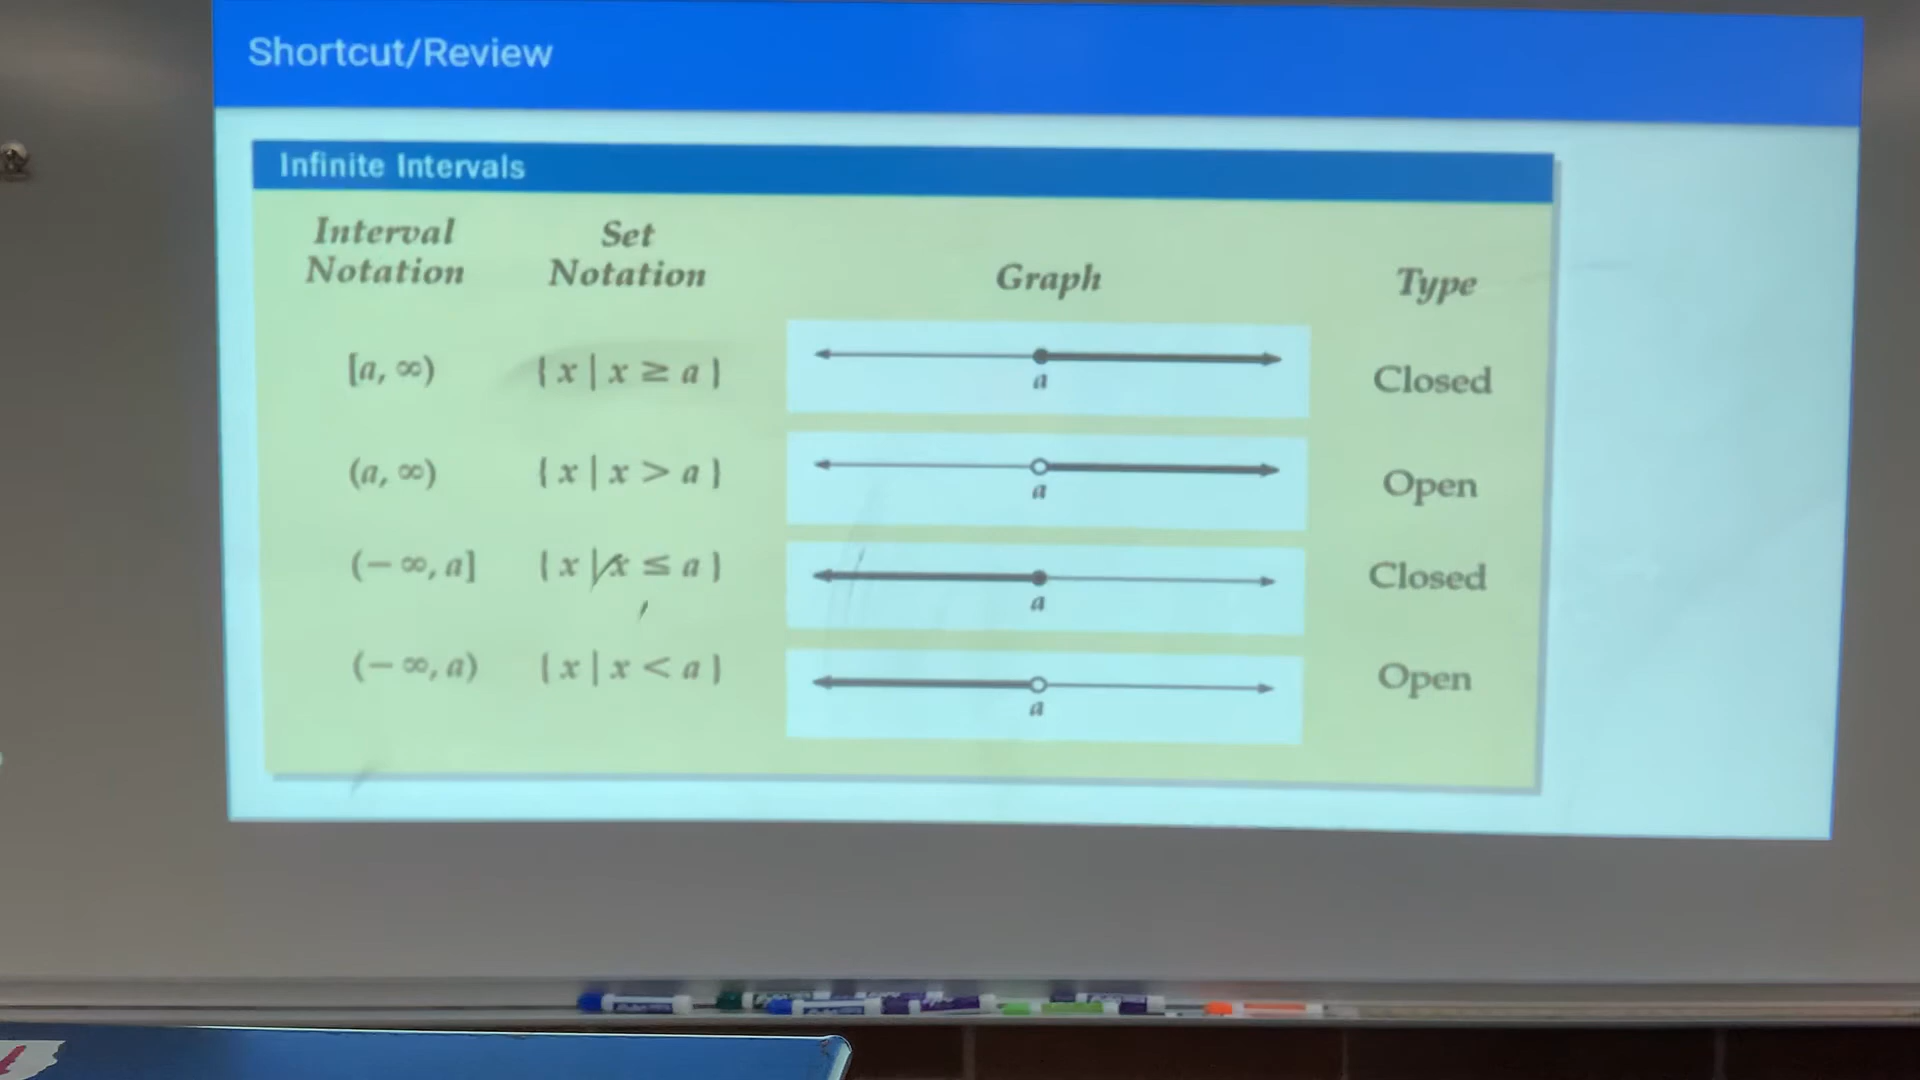 Shortcut/Review
Infinite Intervals
Interval Notation
Set Notation
Graph
Type
[a, ∞) { x | x ≥ a } a Closed
(a, ∞) { x | x > a } a Open
(− ∞, a] { x | x ≤ a } a Closed
(− ∞, a) { x | x < a } a Open